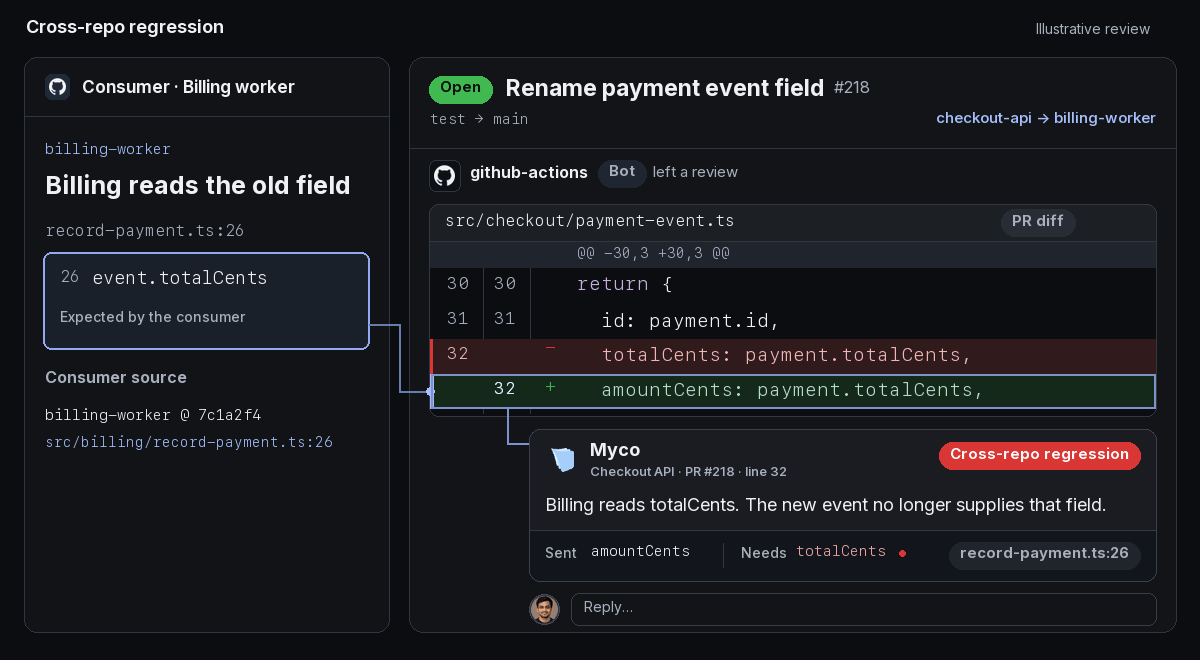 Cross-repo regression
Illustrative review
Consumer · Billing worker
billing-worker
Billing reads the old field
record-payment.ts:26
26 event.totalCents
Expected by the consumer
Consumer source
billing-worker @ 7c1a2f4
src/billing/record-payment.ts:26
Open Rename payment event field #218
test → main
checkout-api → billing-worker
github-actions Bot left a review
src/checkout/payment-event.ts PR diff
@@ -30,3 +30,3 @@
30 30 return {
31 31 id: payment.id,
32 - totalCents: payment.totalCents,
32 + amountCents: payment.totalCents,
Myco
Checkout API · PR #218 · line 32
Cross-repo regression
Billing reads totalCents. The new event no longer supplies that field.
Sent amountCents Needs totalCents record-payment.ts:26
Reply…